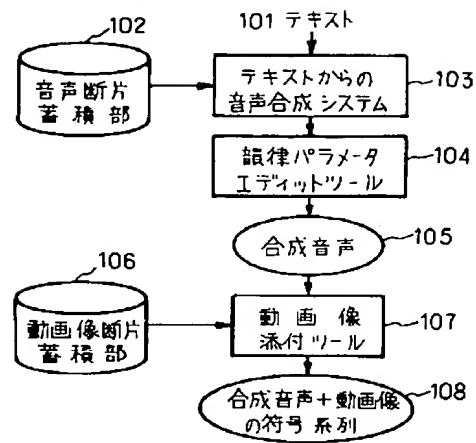 101 テキスト
102
音声断片
蓄積部
テキストからの
音声合成システム
103
韻律パラメータ
エディットツール
104
合成音声
105
106
動画像断片
蓄積部
動画像
添付ツール
107
合成音声+動画像
の符号系列
108